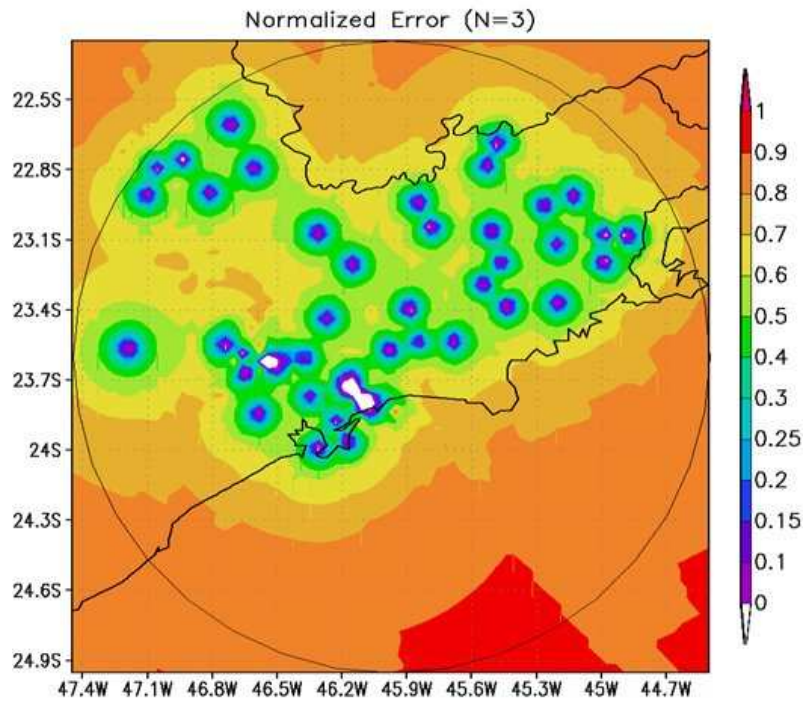 Normalized Error (N=3)
22.5S
22.8S
23.1S
23.4S
23.7S
24S
24.3S
24.6S
24.9S
47.4W 47.1W 46.8W 46.5W 46.2W 45.9W 45.6W 45.3W 45W 44.7W
1
0.9
0.8
0.7
0.6
0.5
0.4
0.3
0.25
0.2
0.15
0.1
0